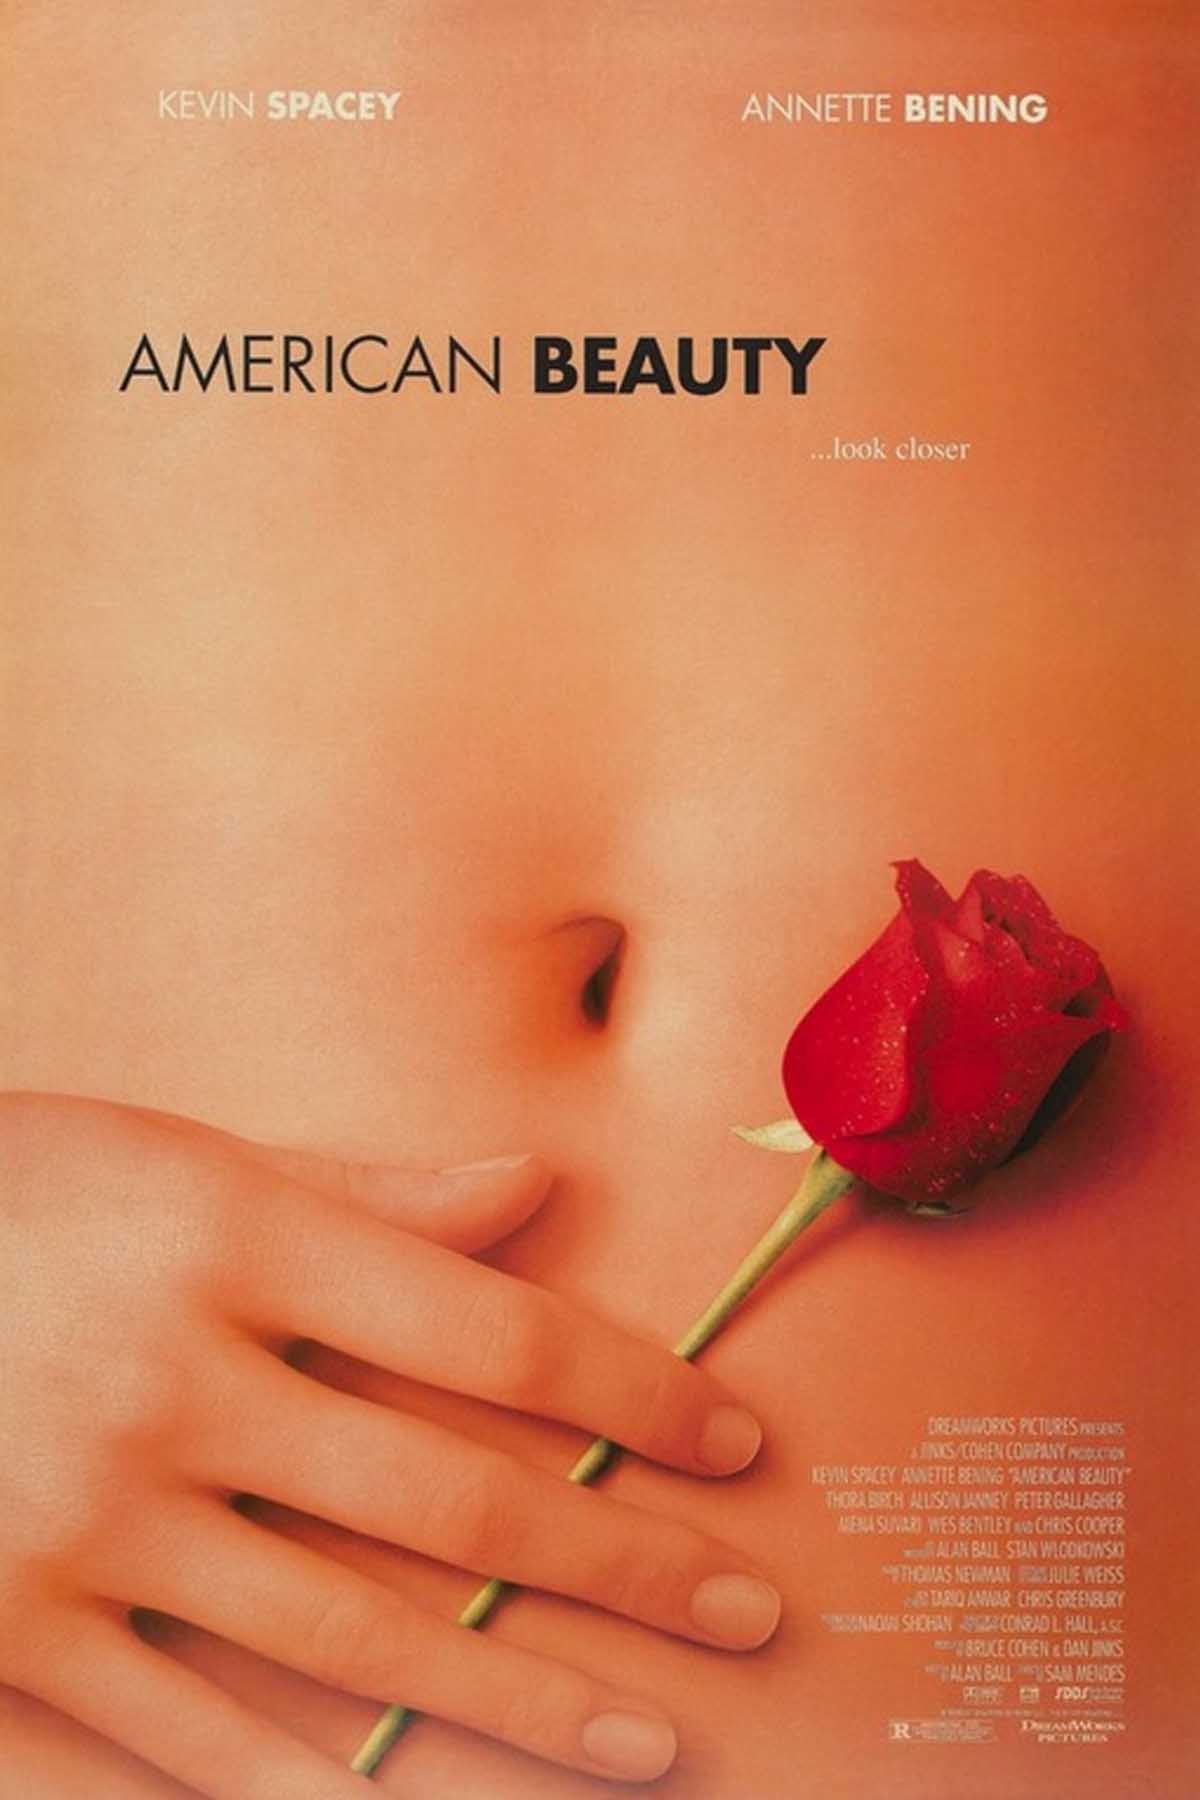 KEVIN SPACEY
ANNETTE BENING
AMERICAN BEAUTY
...look closer
DREAMWORKS PICTURES PRESENTS
A JINKS/COHEN COMPANY PRODUCTION
KEVIN SPACEY ANNETTE BENING "AMERICAN BEAUTY"
THORA BIRCH ALLISON JANNEY PETER GALLAGHER
MENA SUVARI WES BENTLEY AND CHRIS COOPER
ALAN BALL STAN WLODKOWSKI
THOMAS NEWMAN JULIE WEISS
TARIQ ANWAR CHRIS GREENBURY
NAOMI SHOHAN CONRAD L. HALL, A.S.C.
BRUCE COHEN & DAN JINKS
ALAN BALL SAM MENDES
SDDS
R
DREAMWORKS
PICTURES